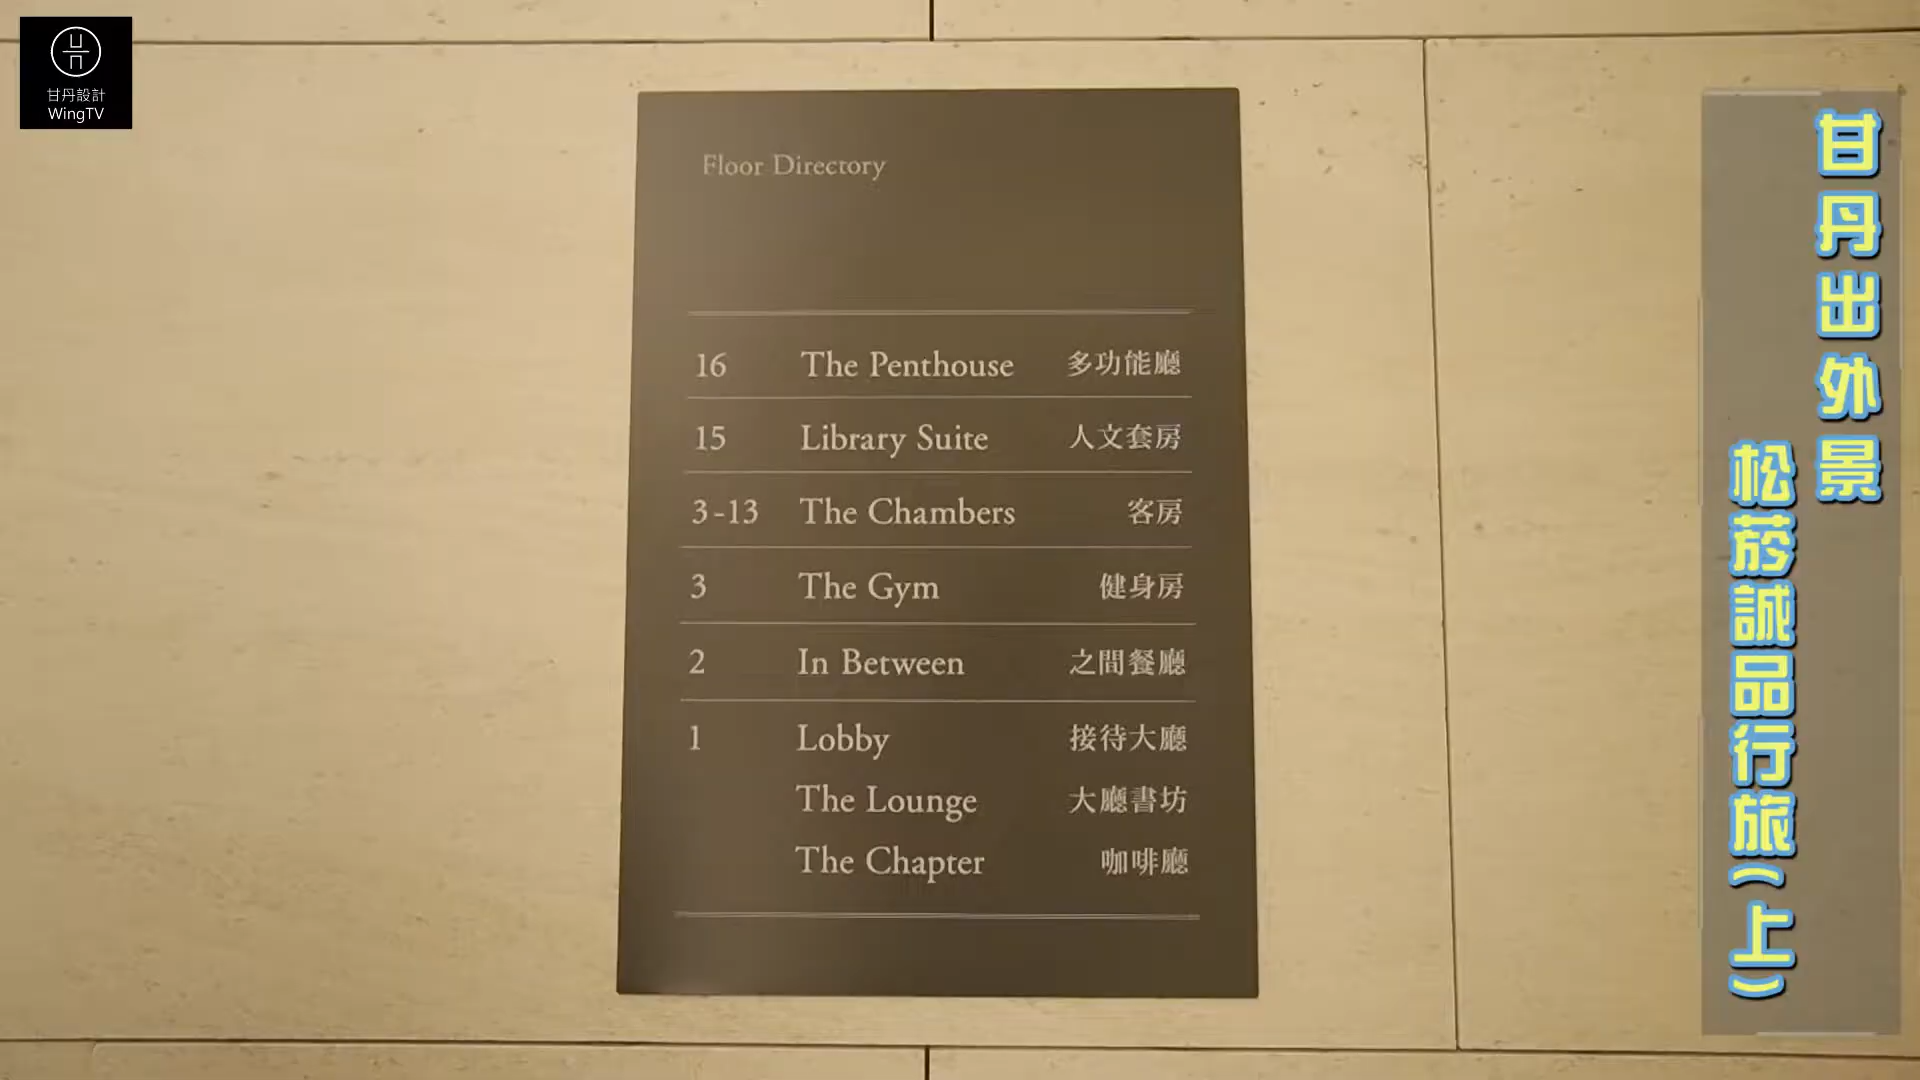 甘丹設計
WingTV
Floor Directory
16 The Penthouse 多功能廳
15 Library Suite 人文套房
3-13 The Chambers 客房
3 The Gym 健身房
2 In Between 之間餐廳
1 Lobby 接待大廳
The Lounge 大廳書坊
The Chapter 咖啡廳
甘丹出外景
松菸誠品行旅(上)